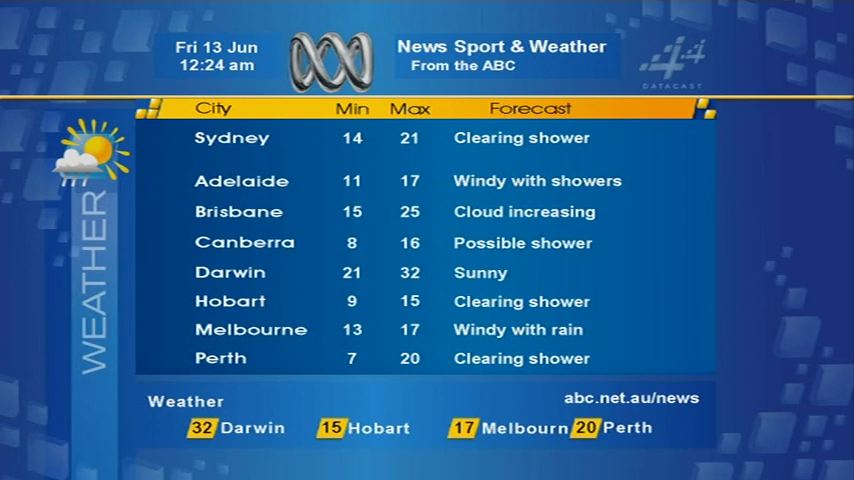 Fri 13 Jun
12:24 am
News Sport & Weather
From the ABC
44
DATACAST
City Min Max Forecast
Sydney 14 21 Clearing shower
Adelaide 11 17 Windy with showers
Brisbane 15 25 Cloud increasing
Canberra 8 16 Possible shower
Darwin 21 32 Sunny
Hobart 9 15 Clearing shower
Melbourne 13 17 Windy with rain
Perth 7 20 Clearing shower
WEATHER
Weather
abc.net.au/news
32 Darwin 15 Hobart 17 Melbourn 20 Perth